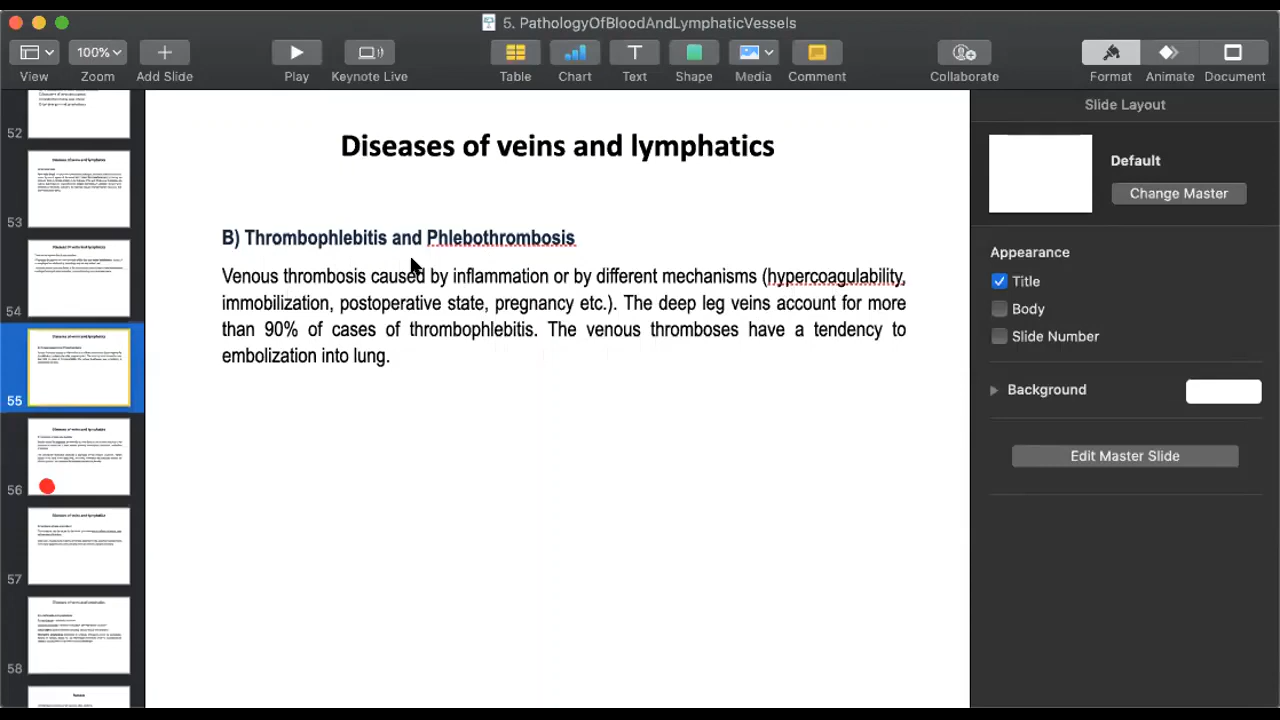 5. PathologyOfBloodAndLymphaticVessels
100%
View
Zoom
Add Slide
Play
Keynote Live
Table
Chart
Text
Shape
Media
Comment
Collaborate
Format
Animate
Document
52
53
54
55
56
57
58
Diseases of veins and lymphatics
B) Thrombophlebitis and Phlebothrombosis
Venous thrombosis caused by inflammation or by different mechanisms (hypercoagulability,
immobilization, postoperative state, pregnancy etc.). The deep leg veins account for more
than 90% of cases of thrombophlebitis. The venous thromboses have a tendency to
embolization into lung.
Slide Layout
Default
Change Master
Appearance
Title
Body
Slide Number
Background
Edit Master Slide